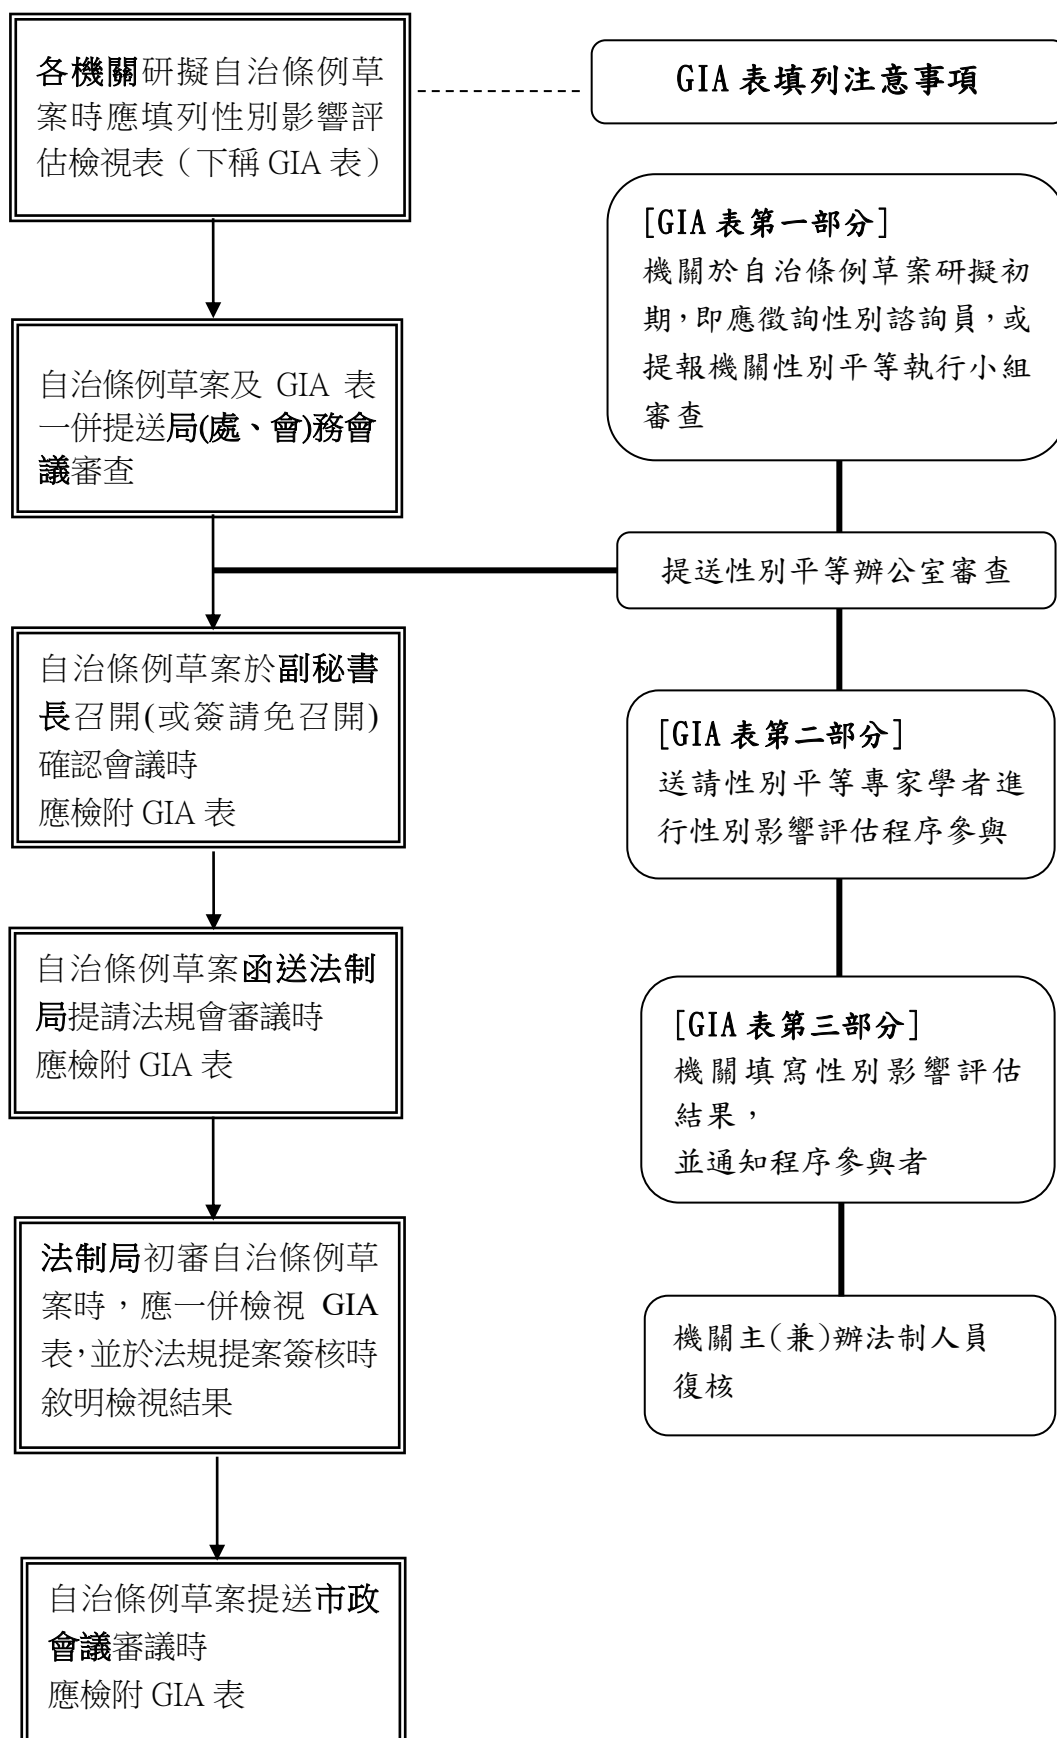 各機關研擬自治條例草
案時應填列性別影響評
估檢視表（下稱 GIA 表）
自治條例草案及 GIA 表
一併提送局(處、會)務會
議審查
自治條例草案於副秘書
長召開(或簽請免召開)
確認會議時
應檢附 GIA 表
自治條例草案函送法制
局提請法規會審議時
應檢附 GIA 表
法制局初審自治條例草
案時，應一併檢視 GIA
表，並於法規提案簽核時
敘明檢視結果
自治條例草案提送市政
會議審議時
應檢附 GIA 表
GIA 表填列注意事項
[GIA 表第一部分]
機關於自治條例草案研擬初
期，即應徵詢性別諮詢員，或
提報機關性別平等執行小組
審查
提送性別平等辦公室審查
[GIA 表第二部分]
送請性別平等專家學者進
行性別影響評估程序參與
[GIA 表第三部分]
機關填寫性別影響評估
結果，
並通知程序參與者
機關主(兼)辦法制人員
復核